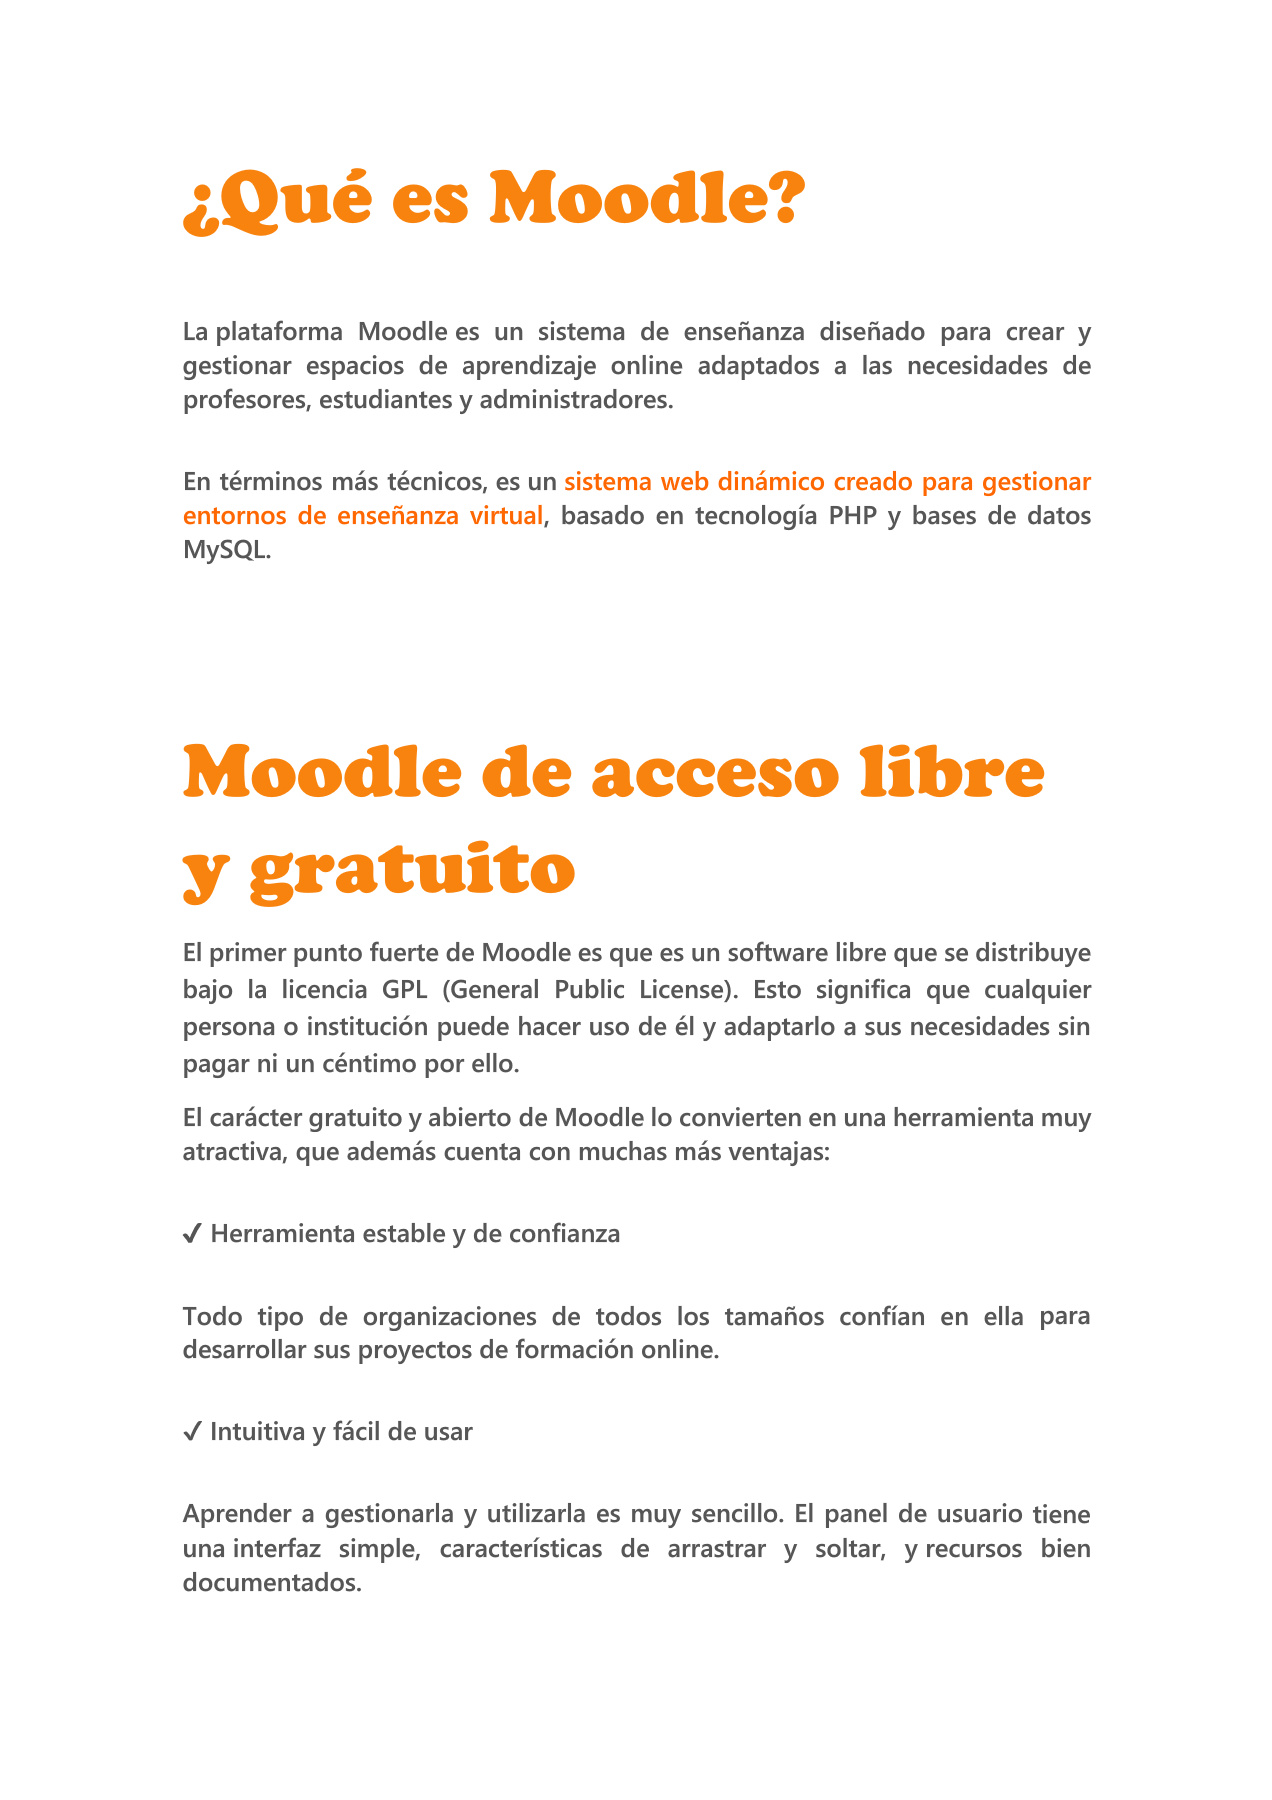 ¿Qué es Moodle?
La plataforma Moodle es un sistema de enseñanza diseñado para crear y
gestionar espacios de aprendizaje online adaptados a las necesidades de
profesores, estudiantes y administradores.
En términos más técnicos, es un sistema web dinámico creado para gestionar
entornos de enseñanza virtual, basado en tecnología PHP y bases de datos
MySQL.
Moodle de acceso libre
y gratuito
El primer punto fuerte de Moodle es que es un software libre que se distribuye
bajo la licencia GPL (General Public License). Esto significa que cualquier
persona o institución puede hacer uso de él y adaptarlo a sus necesidades sin
pagar ni un céntimo por ello.
El carácter gratuito y abierto de Moodle lo convierten en una herramienta muy
atractiva, que además cuenta con muchas más ventajas:
✓ Herramienta estable y de confianza
Todo tipo de organizaciones de todos los tamaños confían en ella para
desarrollar sus proyectos de formación online.
✓ Intuitiva y fácil de usar
Aprender a gestionarla y utilizarla es muy sencillo. El panel de usuario tiene
una interfaz simple, características de arrastrar y soltar, y recursos bien
documentados.